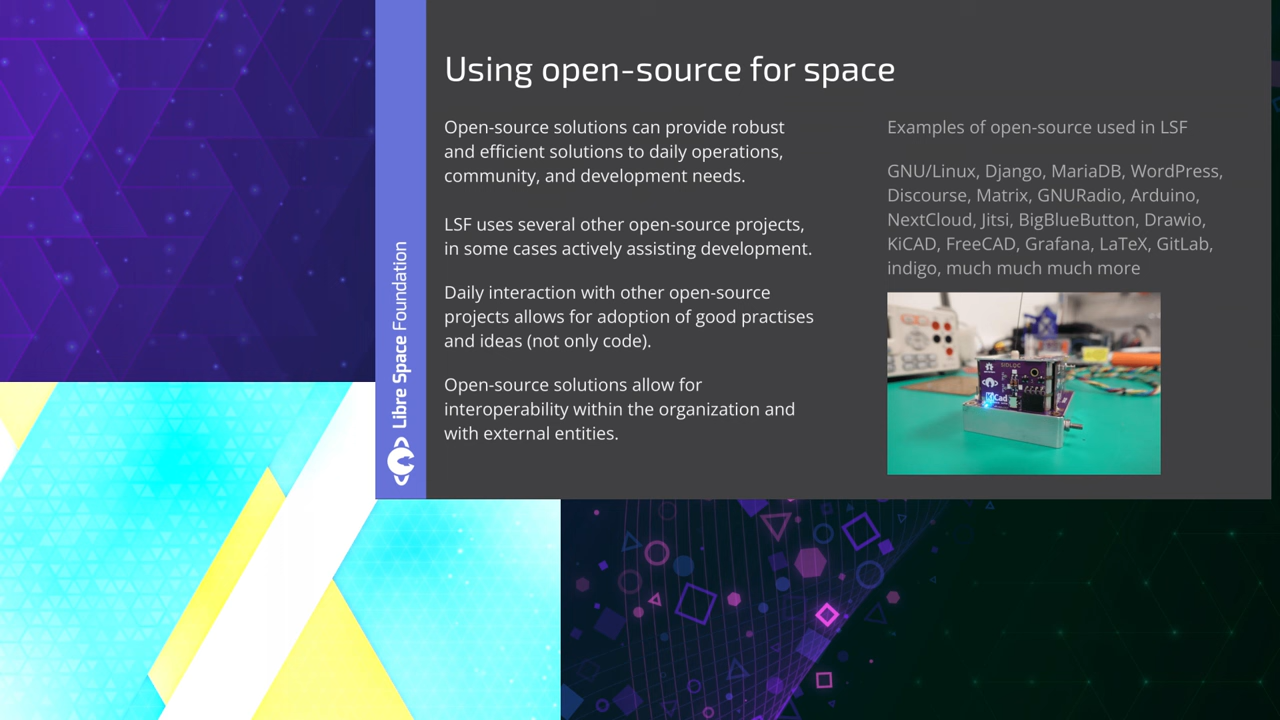 Using open-source for space
Open-source solutions can provide robust
and efficient solutions to daily operations,
community, and development needs.
LSF uses several other open-source projects,
in some cases actively assisting development.
Daily interaction with other open-source
projects allows for adoption of good practises
and ideas (not only code).
Open-source solutions allow for
interoperability within the organization and
with external entities.
Examples of open-source used in LSF
GNU/Linux, Django, MariaDB, WordPress,
Discourse, Matrix, GNURadio, Arduino,
NextCloud, Jitsi, BigBlueButton, Drawio,
KiCAD, FreeCAD, Grafana, LaTeX, GitLab,
indigo, much much much more
SIDLOC
Libre Space Foundation